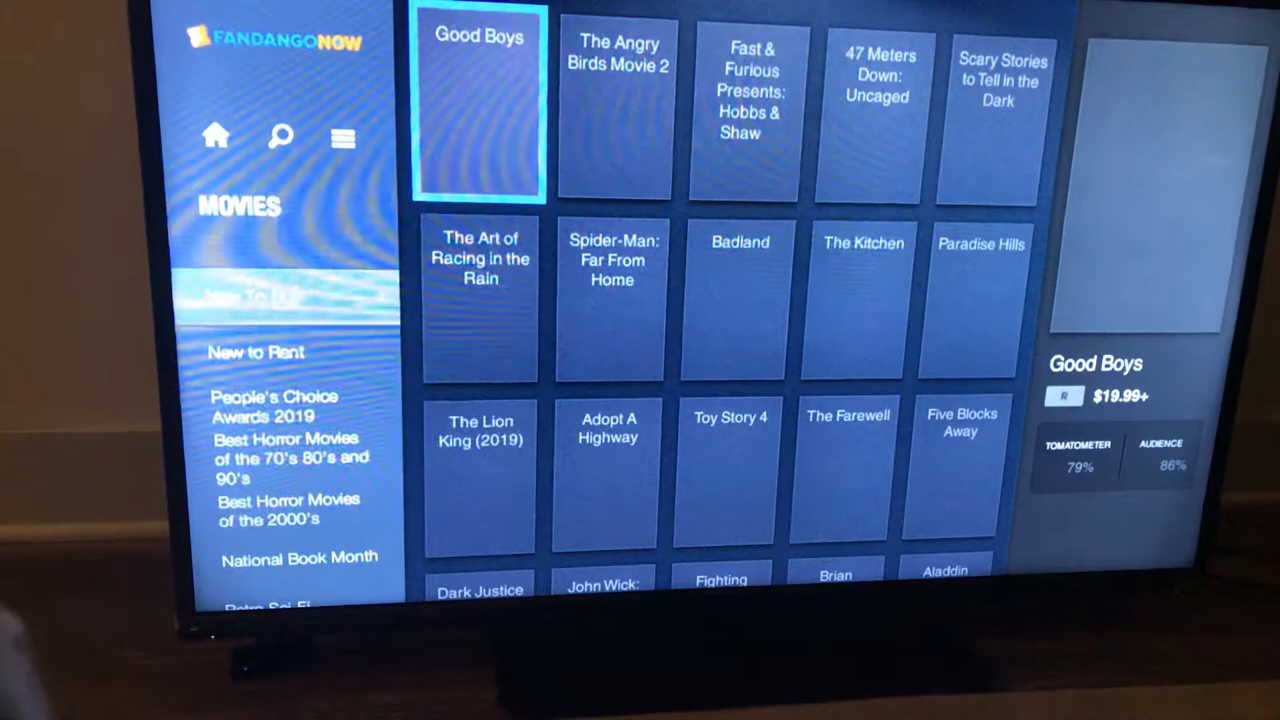 FANDANGONOW
MOVIES
New to Rent
People's Choice
Awards 2019
Best Horror Movies
of the 70's 80's and
90's
Best Horror Movies
of the 2000's
National Book Month
Retro Sci-Fi
Good Boys
The Angry
Birds Movie 2
Fast &
Furious
Presents:
Hobbs &
Shaw
47 Meters
Down:
Uncaged
Scary Stories
to Tell in the
Dark
The Art of
Racing in the
Rain
Spider-Man:
Far From
Home
Badland
The Kitchen
Paradise Hills
The Lion
King (2019)
Adopt A
Highway
Toy Story 4
The Farewell
Five Blocks
Away
Dark Justice
John Wick:
Fighting
Brian
Aladdin
Good Boys
R $19.99+
TOMATOMETER
79%
AUDIENCE
86%